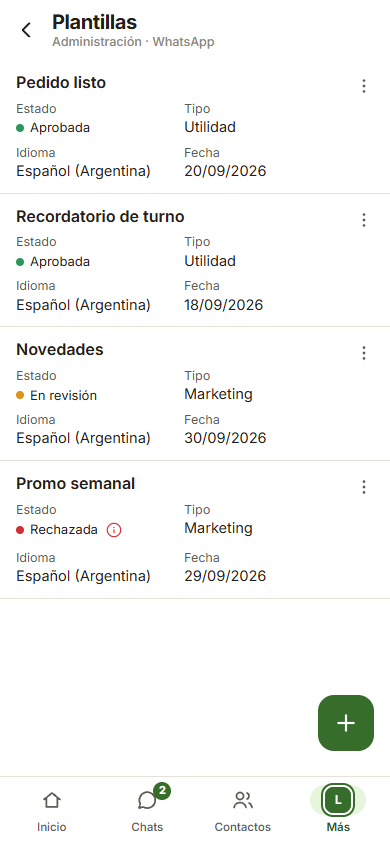 Plantillas
Administración · WhatsApp
Pedido listo
Estado Tipo
Aprobada Utilidad
Idioma Fecha
Español (Argentina) 20/09/2026
Recordatorio de turno
Estado Tipo
Aprobada Utilidad
Idioma Fecha
Español (Argentina) 18/09/2026
Novedades
Estado Tipo
En revisión Marketing
Idioma Fecha
Español (Argentina) 30/09/2026
Promo semanal
Estado Tipo
Rechazada Marketing
Idioma Fecha
Español (Argentina) 29/09/2026
2 L
Inicio Chats Contactos Más